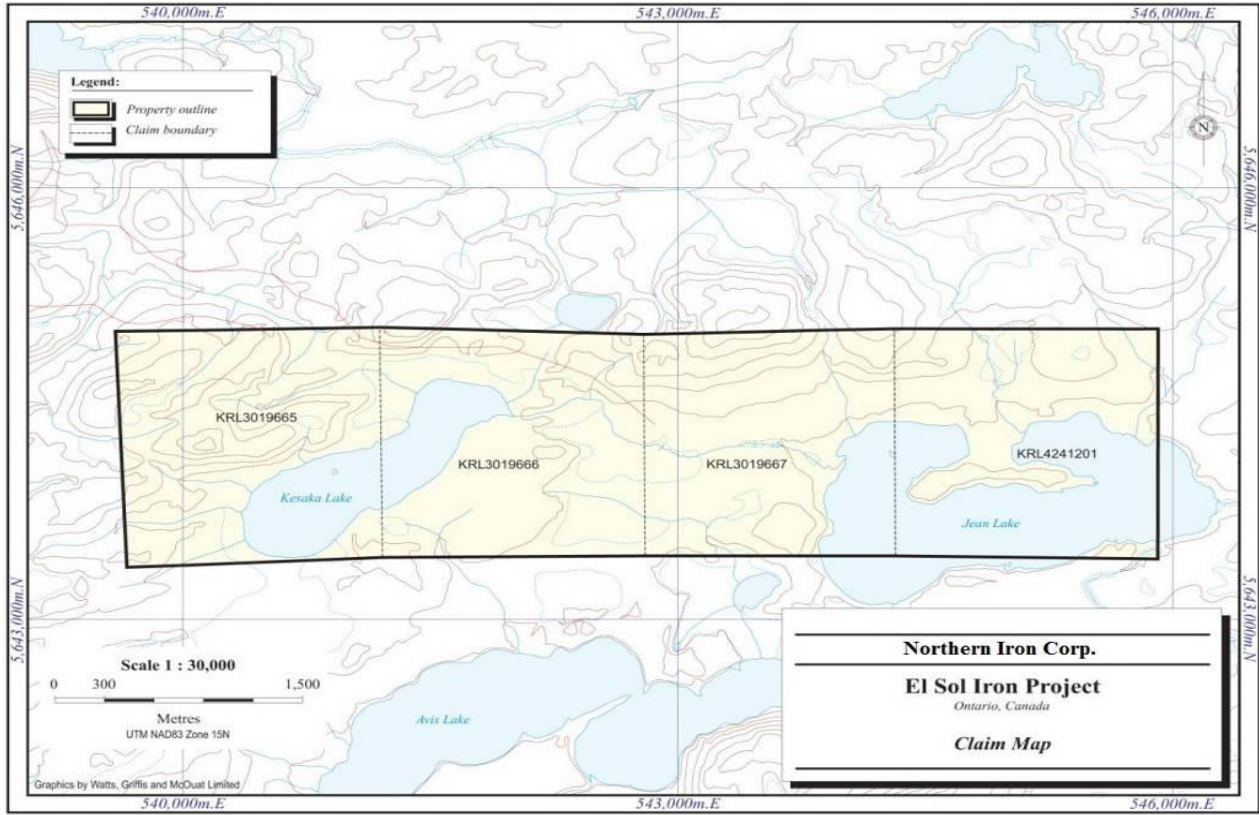 540,000m.E
543,000m.E
546,000m.E
Legend:
Property outline
Claim boundary
N
5,646,000m.N
5,646,000m.N
KRL3019665
KRL3019666
KRL3019667
KRL4241201
Kesaka Lake
Jean Lake
5,643,000m.N
5,643,000m.N
Scale 1 : 30,000
0 300 1,500
Metres
UTM NAD83 Zone 15N
Avis Lake
Northern Iron Corp.
El Sol Iron Project
Ontario, Canada
Claim Map
Graphics by Watts, Griffis and McOuat Limited
540,000m.E
543,000m.E
546,000m.E